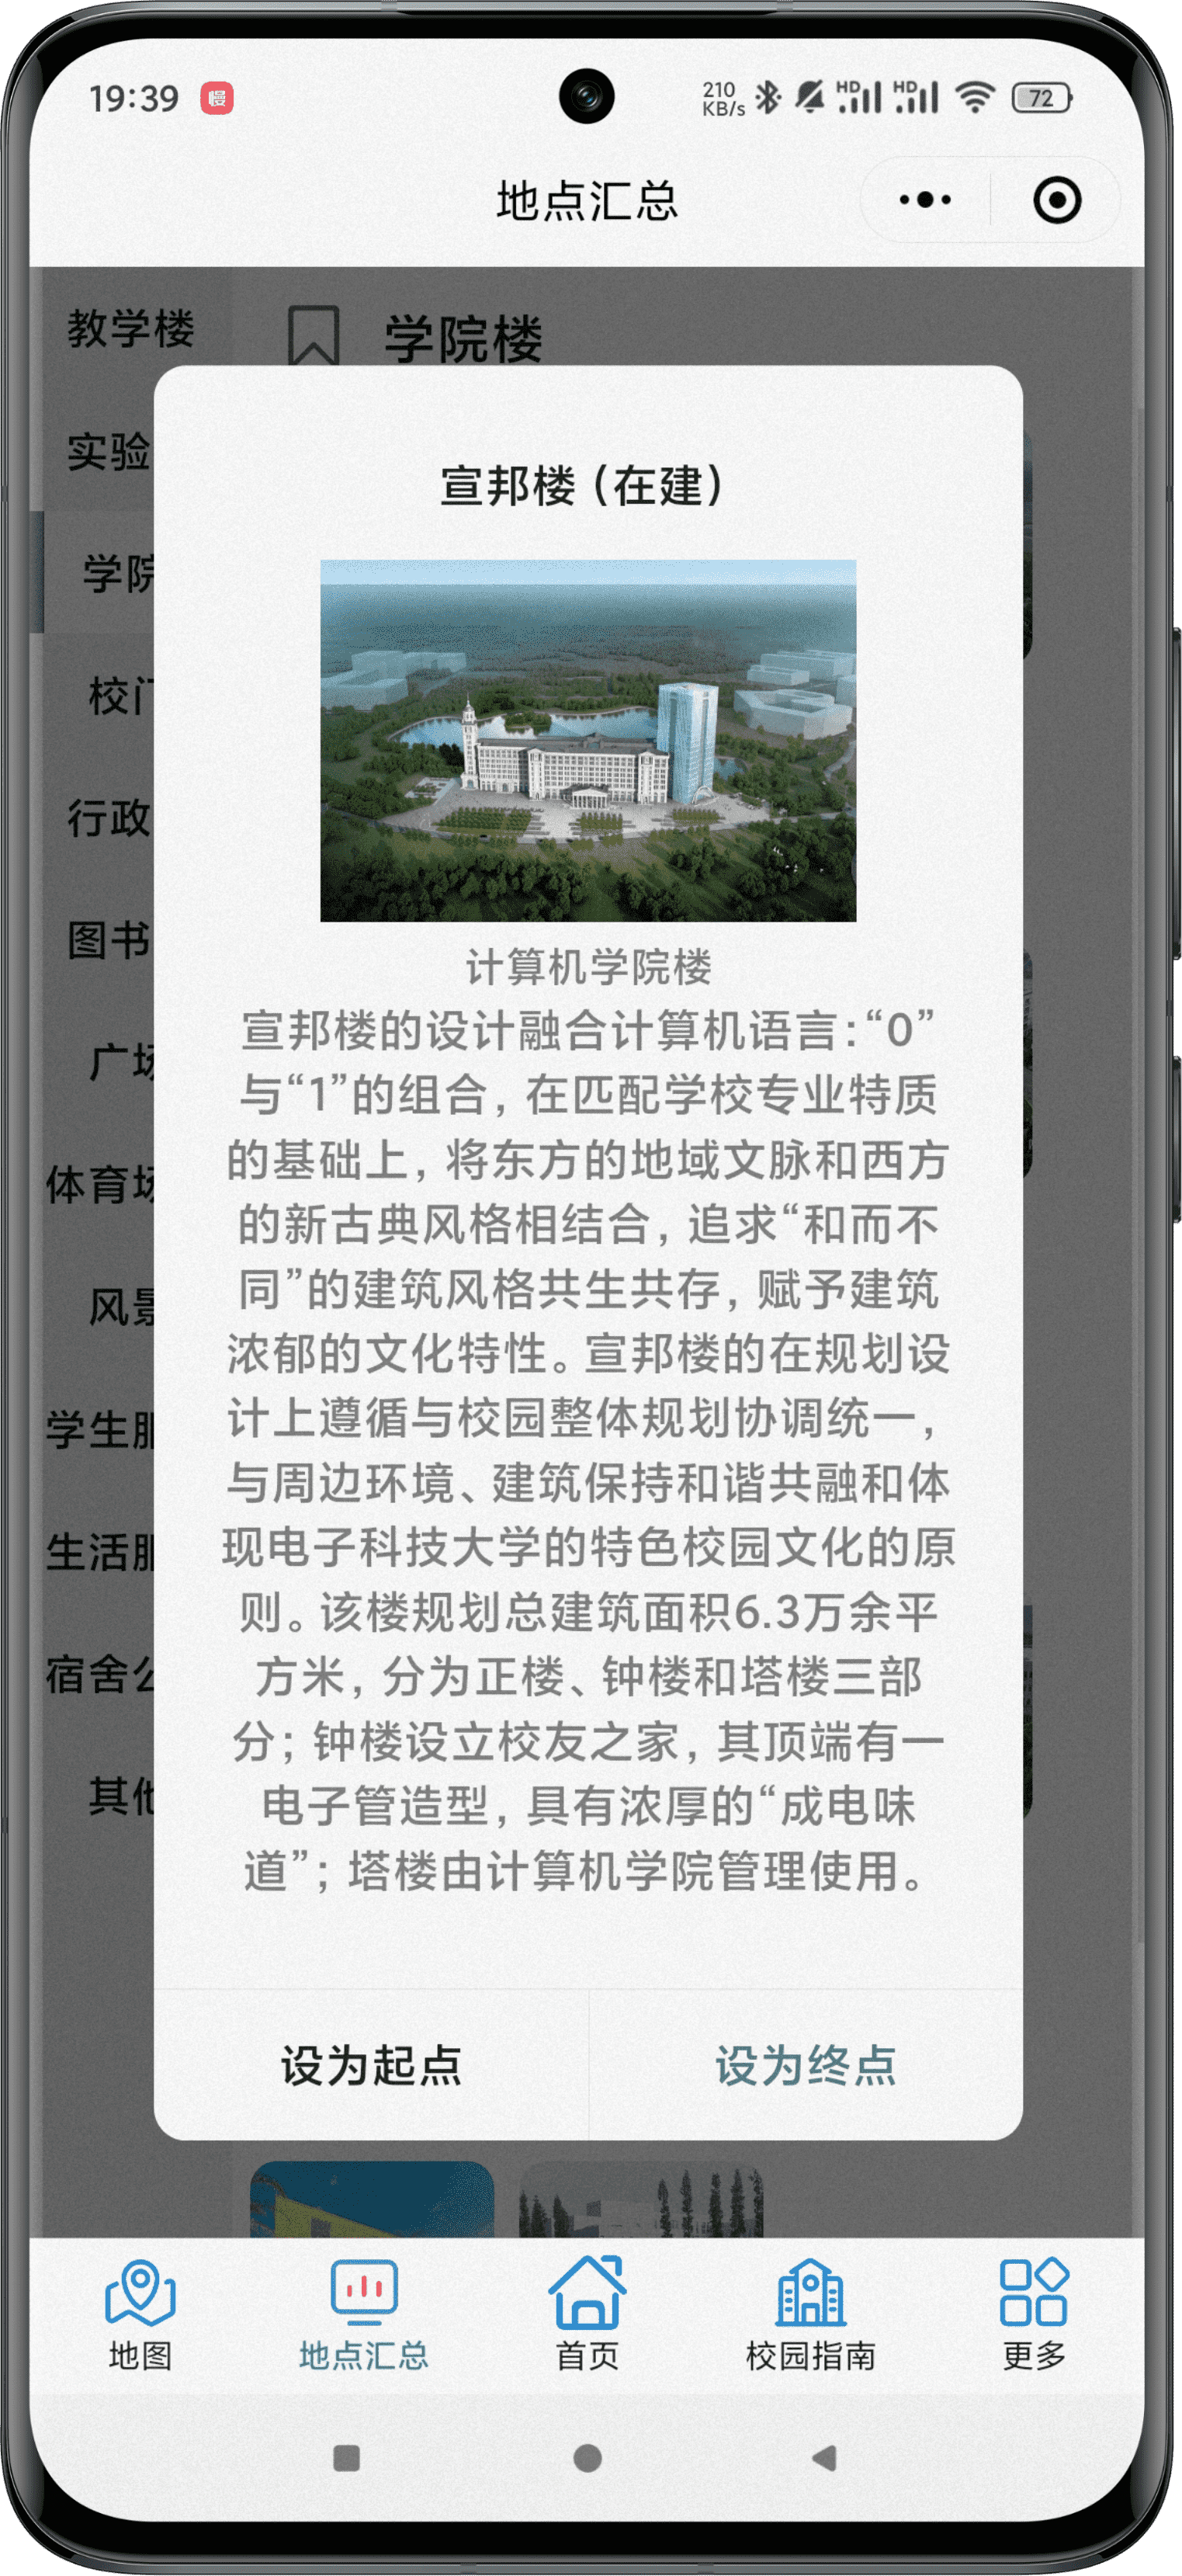 19:39
210
KB/s
HD
HD
72
地点汇总
教学楼
学院楼
实验
学院
校门
行政
图书
广场
体育场
风景
学生服
生活服
宿舍公
其他
宣邦楼（在建）
计算机学院楼
宣邦楼的设计融合计算机语言：“0”
与“1”的组合，在匹配学校专业特质
的基础上，将东方的地域文脉和西方
的新古典风格相结合，追求“和而不
同”的建筑风格共生共存，赋予建筑
浓郁的文化特性。宣邦楼的在规划设
计上遵循与校园整体规划协调统一，
与周边环境、建筑保持和谐共融和体
现电子科技大学的特色校园文化的原
则。该楼规划总建筑面积6.3万余平
方米，分为正楼、钟楼和塔楼三部
分；钟楼设立校友之家，其顶端有一
电子管造型，具有浓厚的“成电味
道”；塔楼由计算机学院管理使用。
设为起点
设为终点
地图
地点汇总
首页
校园指南
更多